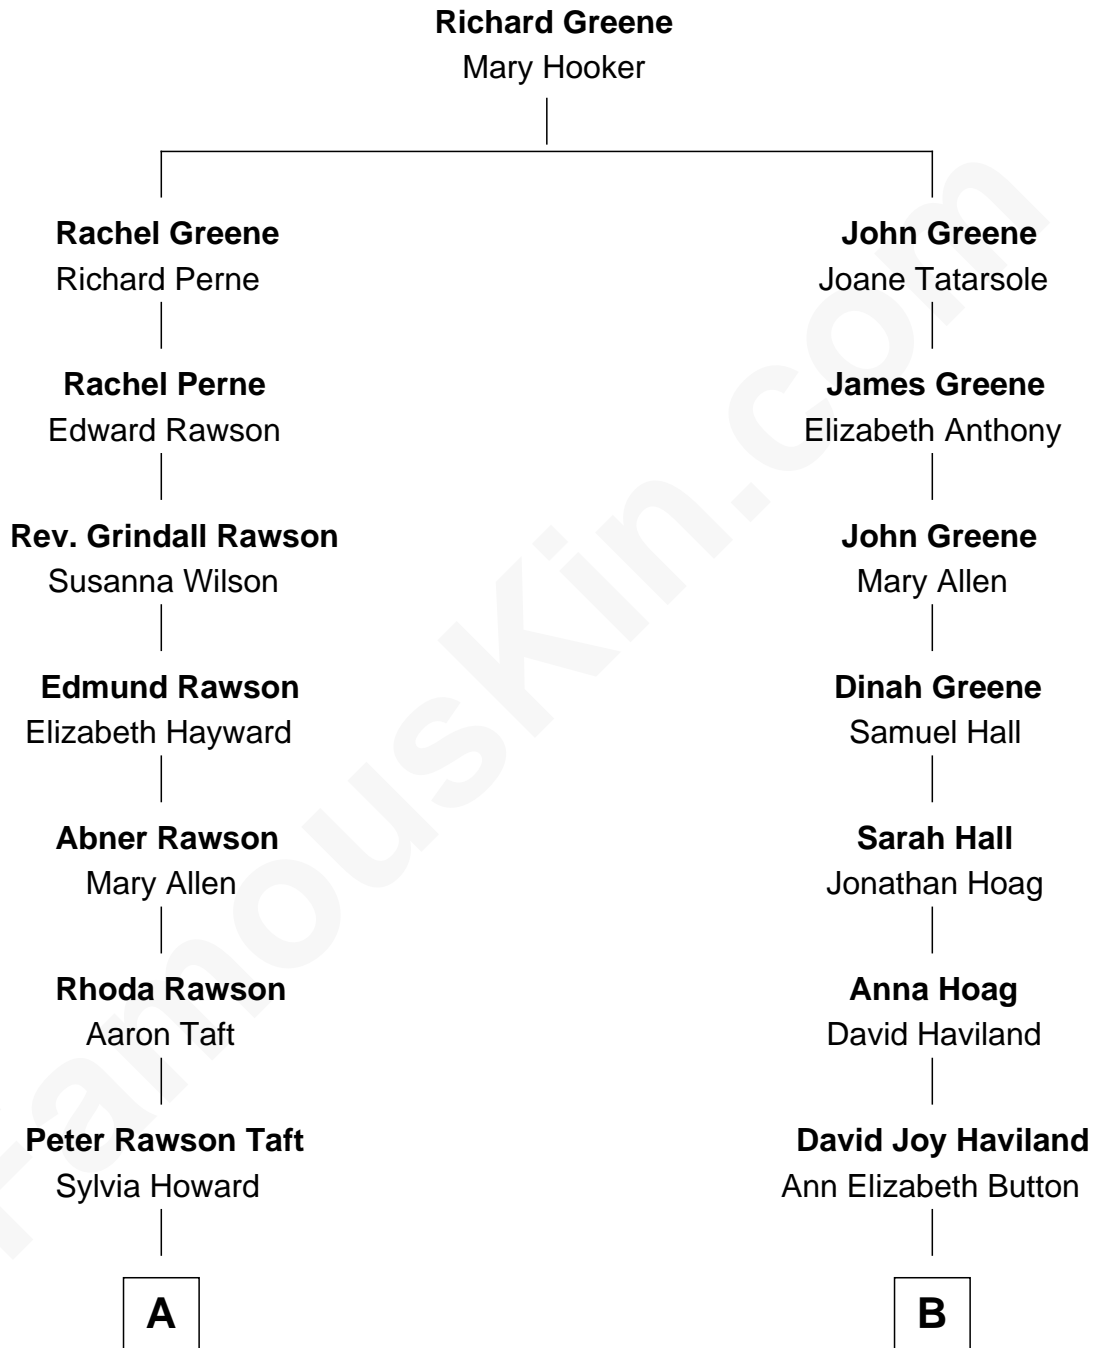 Richard Greene
Mary Hooker
Rachel Greene
Richard Perne
John Greene
Joane Tatarsole
Rachel Perne
Edward Rawson
James Greene
Elizabeth Anthony
Rev. Grindall Rawson
Susanna Wilson
John Greene
Mary Allen
Edmund Rawson
Elizabeth Hayward
Dinah Greene
Samuel Hall
Abner Rawson
Mary Allen
Sarah Hall
Jonathan Hoag
Rhoda Rawson
Aaron Taft
Anna Hoag
David Haviland
Peter Rawson Taft
Sylvia Howard
David Joy Haviland
Ann Elizabeth Button
A
B
FamousKin.com